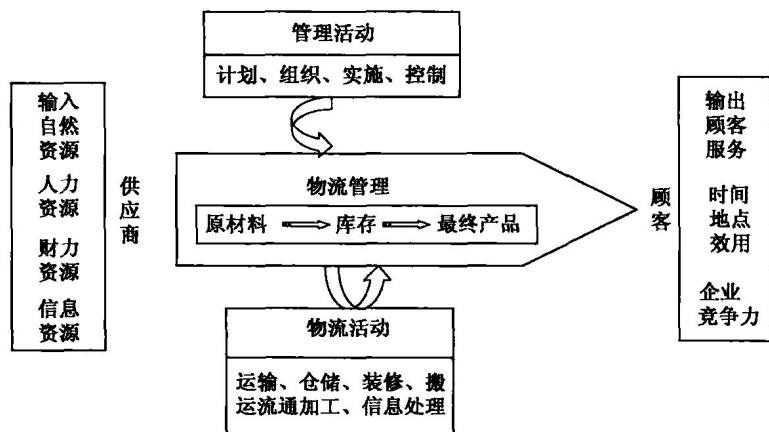 管理活动
计划、组织、实施、控制
输入
自然
资源
人力
资源
财力
资源
信息
资源
供
应
商
物流管理
原材料 库存 最终产品
顾
客
输出
顾客
服务
时间
地点
效用
企业
竞争力
物流活动
运输、仓储、装修、搬
运流通加工、信息处理